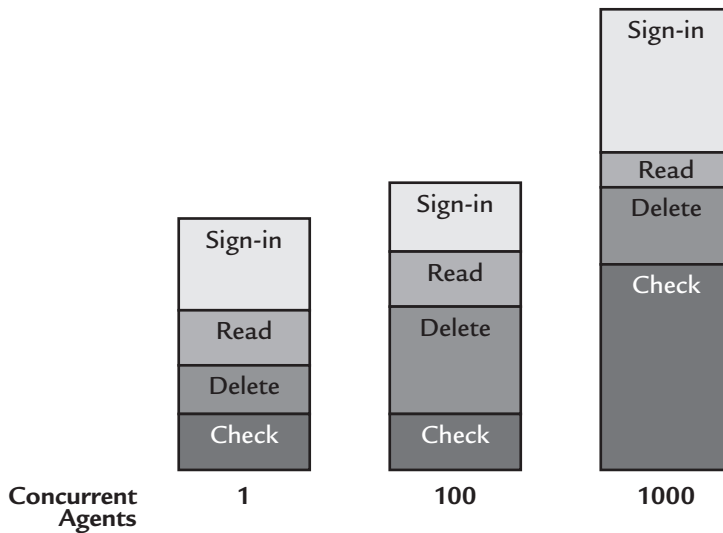 Sign-in
Read
Delete
Check
Sign-in
Read
Delete
Check
Sign-in
Read
Delete
Check
Concurrent
Agents
1
100
1000